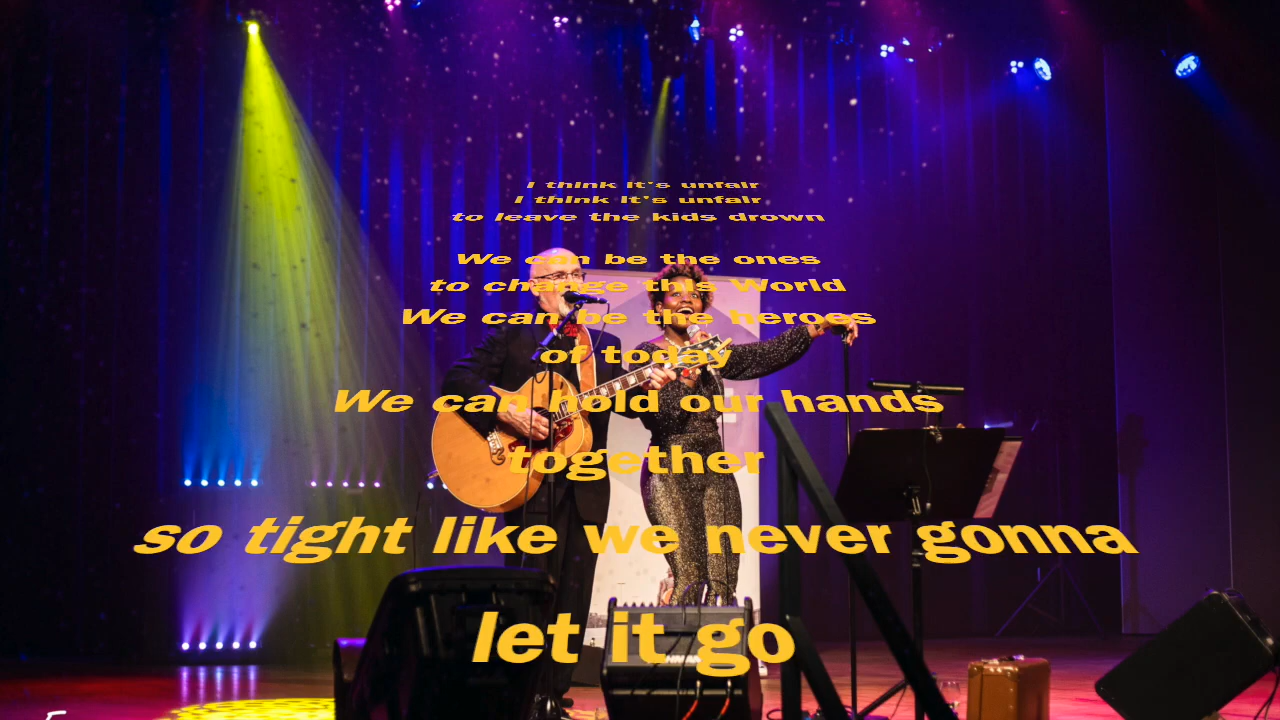 I think it's unfair
I think it's unfair
to leave the kids drown
We can be the ones
to change this World
We can be the heroes
of today
We can hold our hands
together
so tight like we never gonna
let it go